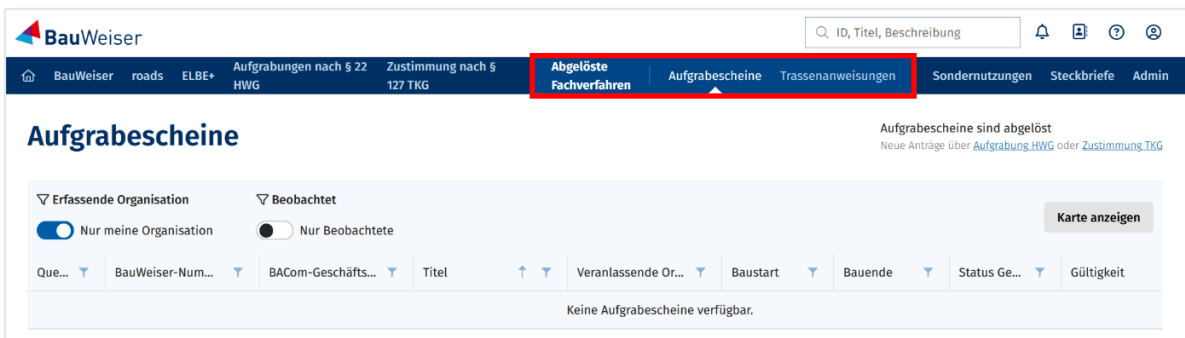 BauWeiser
ID, Titel, Beschreibung
BauWeiser roads ELBE+ Aufgrabungen nach § 22 HWG Zustimmung nach § 127 TKG Abgelöste Fachverfahren Aufgrabescheine Trassenanweisungen Sondernutzungen Steckbriefe Admin
Aufgrabescheine
Aufgrabescheine sind abgelöst
Neue Anträge über Aufgrabung HWG oder Zustimmung TKG
Erfassende Organisation Beobachtet
Nur meine Organisation Nur Beobachtete
Karte anzeigen
Que... BauWeiser-Num... BACom-Geschäfts... Titel Veranlassende Or... Baustart Bauende Status Ge... Gültigkeit
Keine Aufgrabescheine verfügbar.